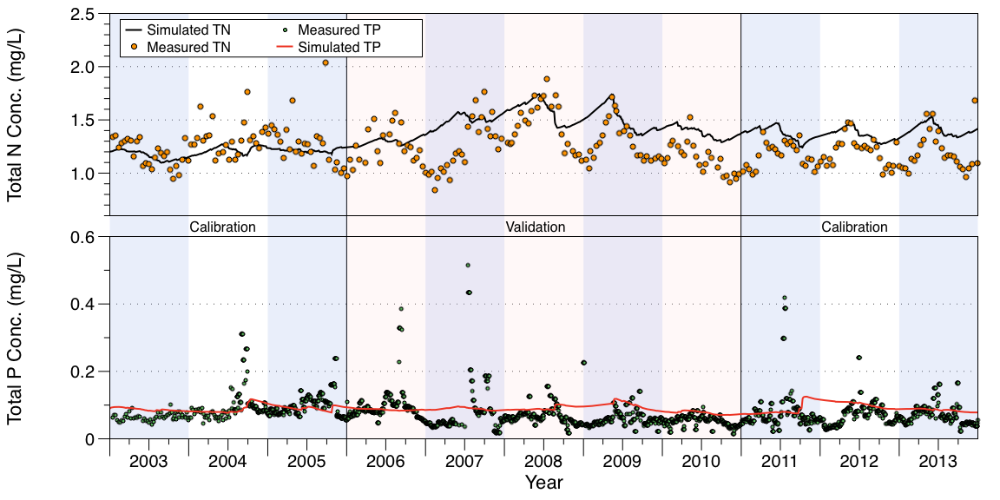 Total N Conc. (mg/L)
2.5
2.0
1.5
1.0
Simulated TN
Measured TP
Measured TN
Simulated TP
Calibration
Validation
Calibration
Total P Conc. (mg/L)
0.6
0.4
0.2
0
2003 2004 2005 2006 2007 2008 2009 2010 2011 2012 2013
Year